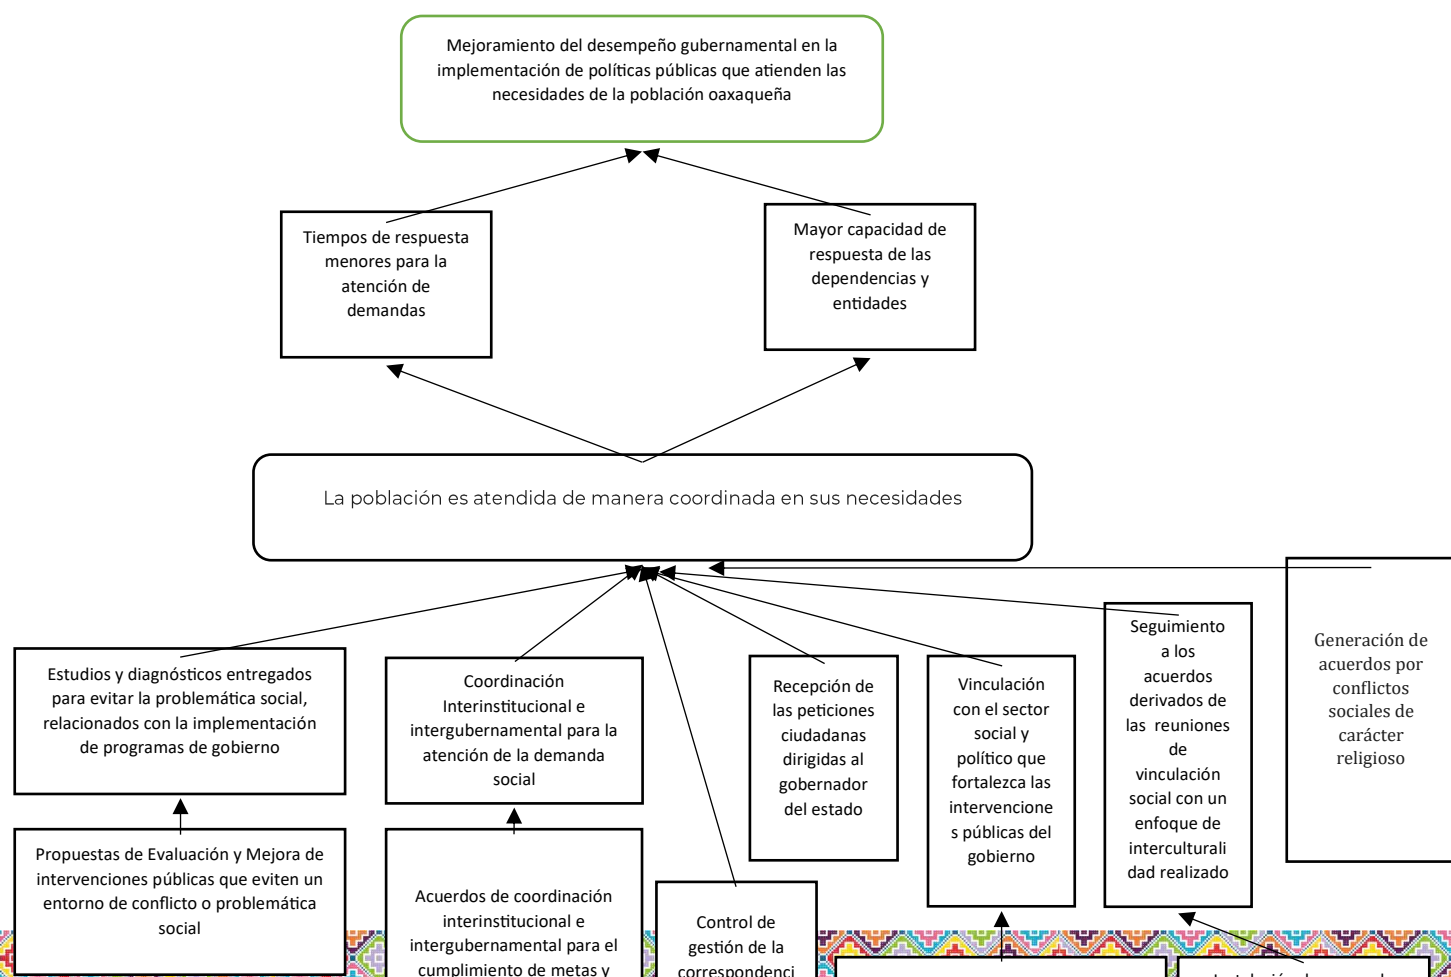 Mejoramiento del desempeño gubernamental en la
implementación de políticas públicas que atienden las
necesidades de la población oaxaqueña
Tiempos de respuesta
menores para la
atención de
demandas
Mayor capacidad de
respuesta de las
dependencias y
entidades
La población es atendida de manera coordinada en sus necesidades
Estudios y diagnósticos entregados
para evitar la problemática social,
relacionados con la implementación
de programas de gobierno
Coordinación
Interinstitucional e
intergubernamental para la
atención de la demanda
social
Recepción de
las peticiones
ciudadanas
dirigidas al
gobernador
del estado
Vinculación
con el sector
social y
político que
fortalezca las
intervencione
s públicas del
gobierno
Seguimiento
a los
acuerdos
derivados de
las reuniones
de
vinculación
social con un
enfoque de
interculturali
dad realizado
Generación de
acuerdos por
conflictos
sociales de
carácter
religioso
Propuestas de Evaluación y Mejora de
intervenciones públicas que eviten un
entorno de conflicto o problemática
social
Acuerdos de coordinación
interinstitucional e
intergubernamental para el
cumplimiento de metas y
Control de
gestión de la
correspondenci